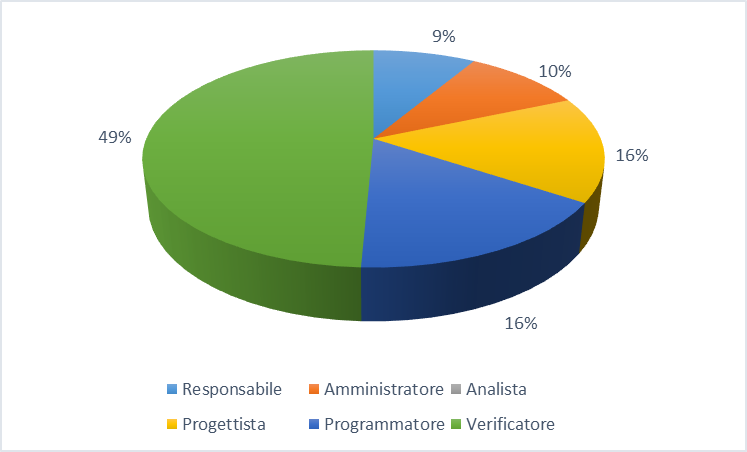 9%
10%
49%
16%
16%
Responsabile Amministratore Analista
Progettista Programmatore Verificatore